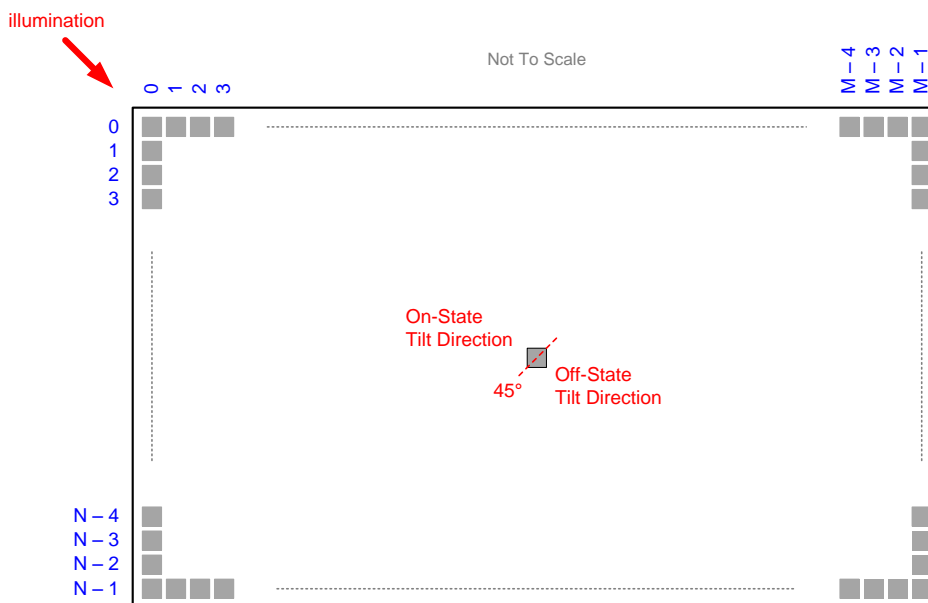 illumination
Not To Scale
0 1 2 3 M – 4 M – 3 M – 2 M – 1
0
1
2
3
On-State
Tilt Direction
Off-State
Tilt Direction
45°
N – 4
N – 3
N – 2
N – 1